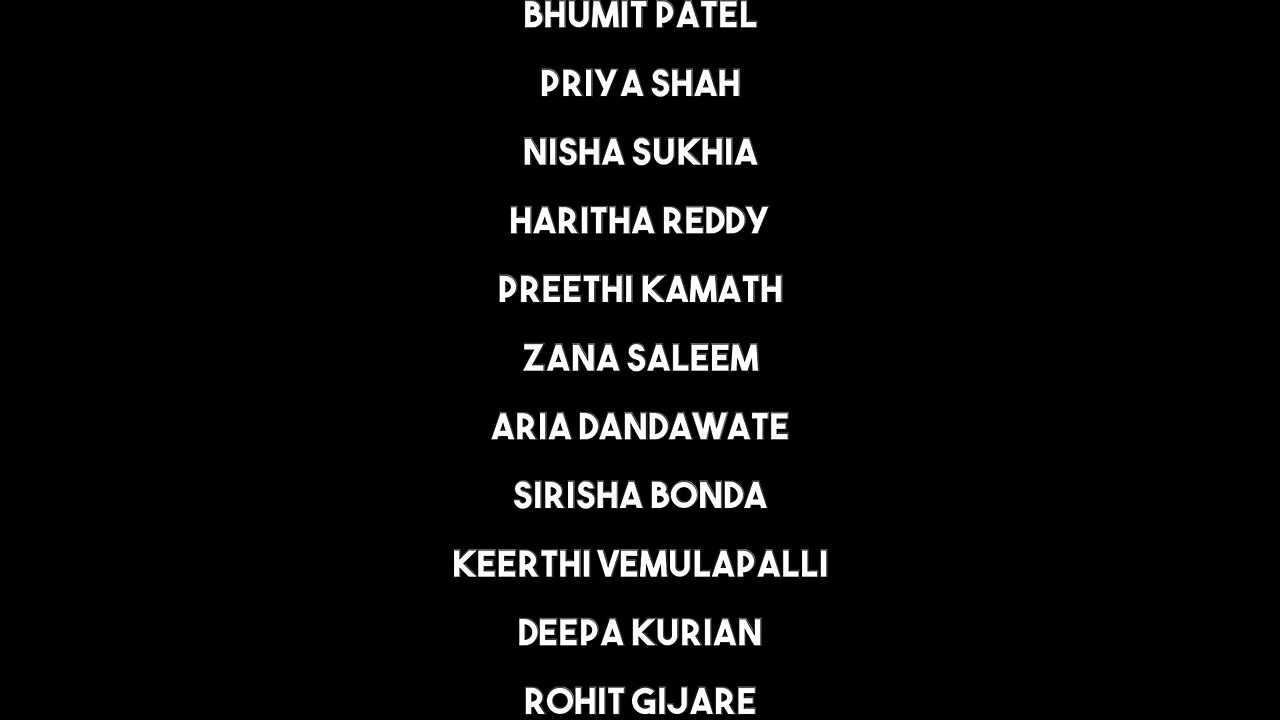 BHUMIT PATEL
PRIYA SHAH
NISHA SUKHIA
HARITHA REDDY
PREETHI KAMATH
ZANA SALEEM
ARIA DANDAWATE
SIRISHA BONDA
KEERTHI VEMULAPALLI
DEEPA KURIAN
ROHIT GIJARE